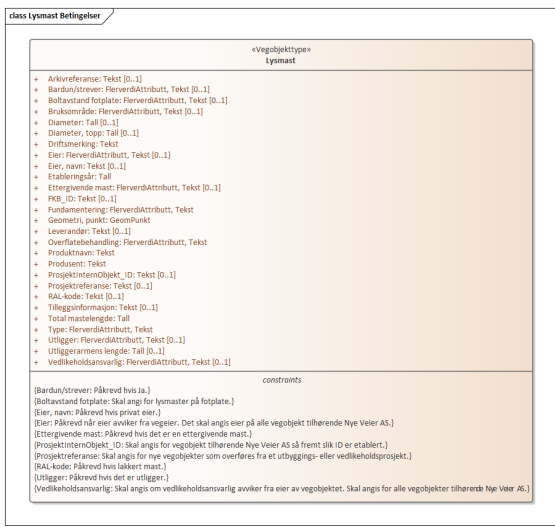 class Lysmast Betingelser
«Vegobjekttype»
Lysmast
+ Arkivreferanse: Tekst [0..1]
+ Bardun/strever: FlerverdiAttributt, Tekst [0..1]
+ Boltavstand fotplate: FlerverdiAttributt, Tekst [0..1]
+ Bruksområde: FlerverdiAttributt, Tekst [0..1]
+ Diameter: Tall [0..1]
+ Diameter, topp: Tall [0..1]
+ Driftsmerking: Tekst
+ Eier: FlerverdiAttributt, Tekst [0..1]
+ Eier, navn: Tekst [0..1]
+ Etableringsår: Tall
+ Ettergivende mast: FlerverdiAttributt, Tekst [0..1]
+ FKB_ID: Tekst [0..1]
+ Fundamentering: FlerverdiAttributt, Tekst
+ Geometri, punkt: GeomPunkt
+ Leverandør: Tekst [0..1]
+ Overflatebehandling: FlerverdiAttributt, Tekst
+ Produktnavn: Tekst
+ Produsent: Tekst
+ ProsjektInternObjekt_ID: Tekst [0..1]
+ Prosjektreferanse: Tekst [0..1]
+ RAL-kode: Tekst [0..1]
+ Tilleggsinformasjon: Tekst [0..1]
+ Total mastelengde: Tall
+ Type: FlerverdiAttributt, Tekst
+ Utligger: FlerverdiAttributt, Tekst [0..1]
+ Utliggerarmens lengde: Tall [0..1]
+ Vedlikeholdsansvarlig: FlerverdiAttributt, Tekst [0..1]
constraints
{Bardun/strever: Påkrevd hvis Ja.}
{Boltavstand fotplate: Skal angi for lysmaster på fotplate.}
{Eier, navn: Påkrevd hvis privat eier.}
{Eier: Påkrevd når eier avviker fra vegeier. Det skal angis eier på alle vegobjekt tilhørende Nye Veier AS.}
{Ettergivende mast: Påkrevd hvis det er en ettergivende mast.}
{ProsjektInternObjekt_ID: Skal angis for vegobjekt tilhørende Nye Veier AS så fremt slik ID er etablert.}
{Prosjektreferanse: Skal angis for nye vegobjekter som overføres fra et utbyggings- eller vedlikeholdsprosjekt.}
{RAL-kode: Påkrevd hvis lakkert mast.}
{Utligger: Påkrevd hvis det er utligger.}
{Vedlikeholdsansvarlig: Skal angis om vedlikeholdsansvarlig avviker fra eier av vegobjektet. Skal angis for alle vegobjekter tilhørende Nye Veier AS.}